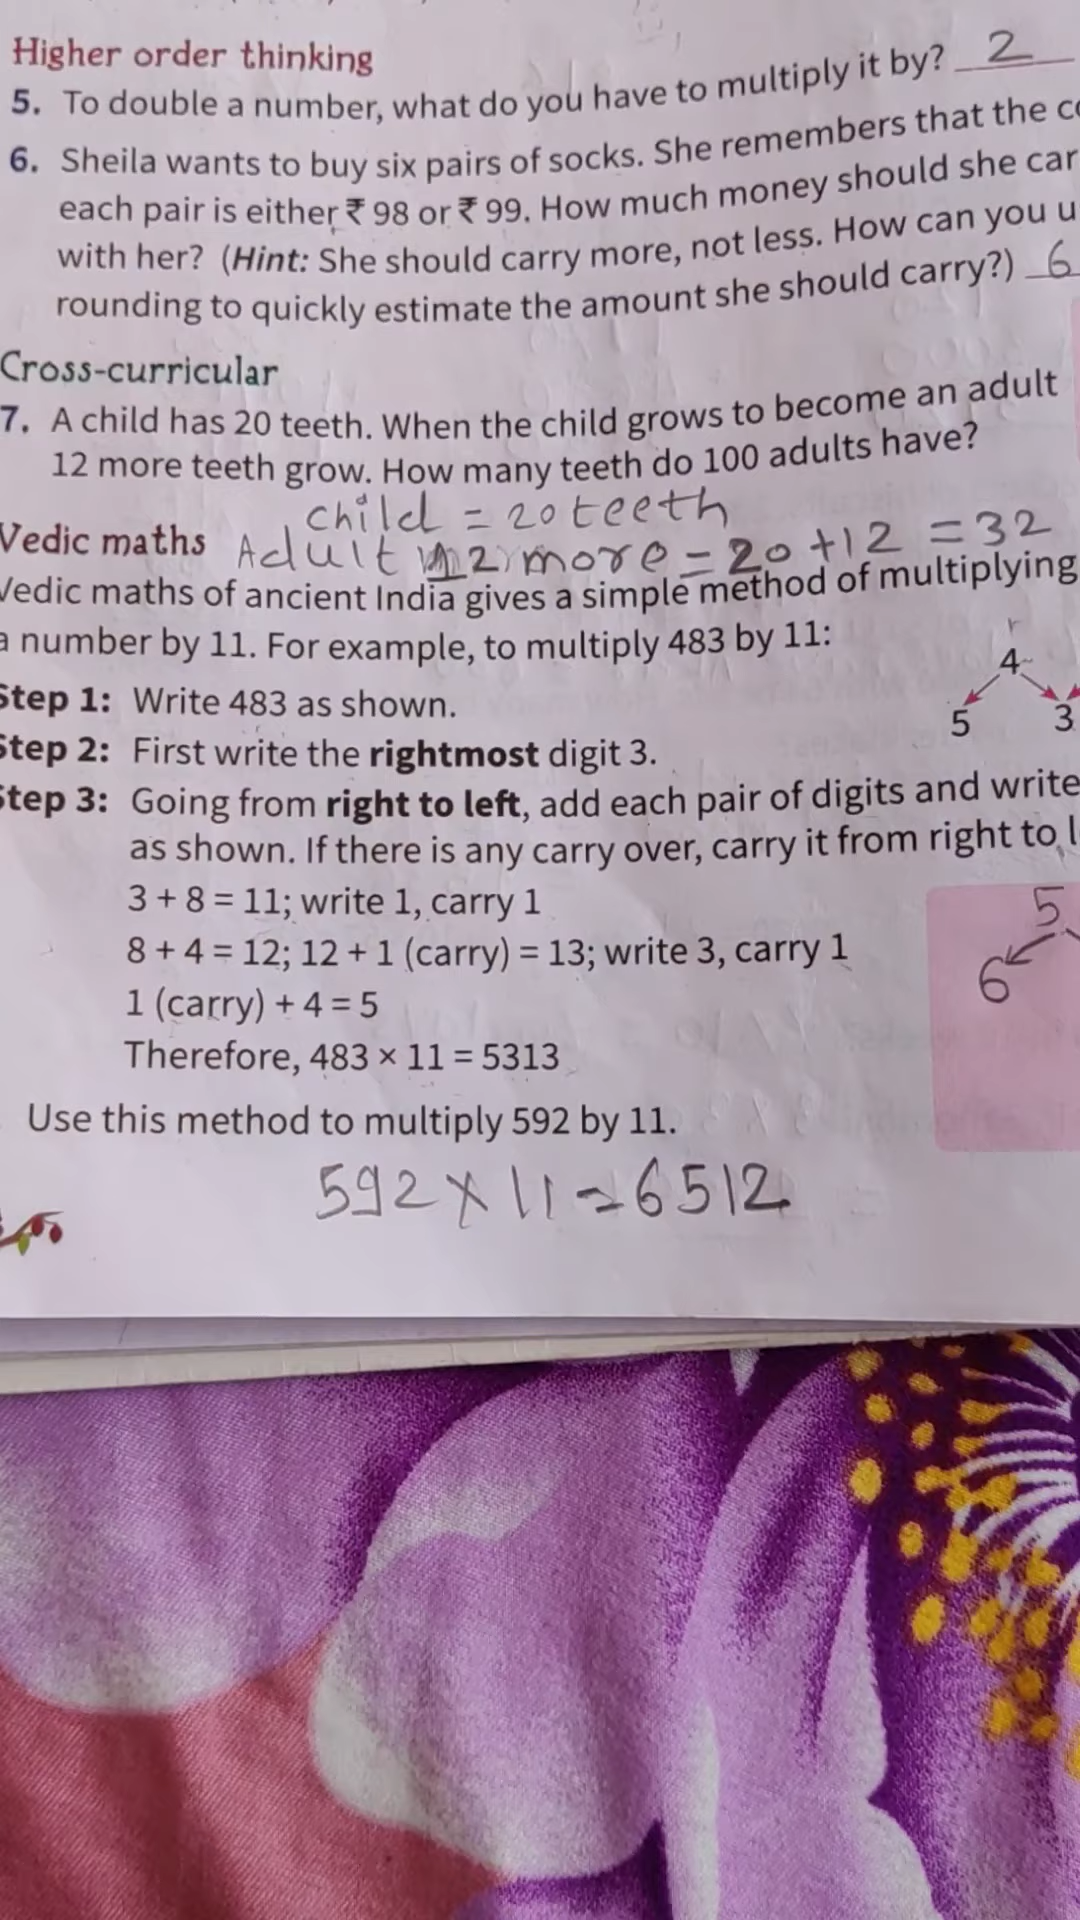 Higher order thinking
5. To double a number, what do you have to multiply it by? 2
6. Sheila wants to buy six pairs of socks. She remembers that the
each pair is either ₹ 98 or ₹ 99. How much money should she
with her? (Hint: She should carry more, not less. How can you
rounding to quickly estimate the amount she should carry?) 6
Cross-curricular
7. A child has 20 teeth. When the child grows to become an adult
12 more teeth grow. How many teeth do 100 adults have?
child = 20 teeth
Vedic maths
Adult 12 more = 20 + 12 = 32
Vedic maths of ancient India gives a simple method of multiplying
a number by 11. For example, to multiply 483 by 11:
4
Step 1: Write 483 as shown.
5 3
Step 2: First write the rightmost digit 3.
Step 3: Going from right to left, add each pair of digits and write
as shown. If there is any carry over, carry it from right to
3 + 8 = 11; write 1, carry 1
5
8 + 4 = 12; 12 + 1 (carry) = 13; write 3, carry 1
6
1 (carry) + 4 = 5
Therefore, 483 × 11 = 5313
Use this method to multiply 592 by 11.
592 × 11 = 6512